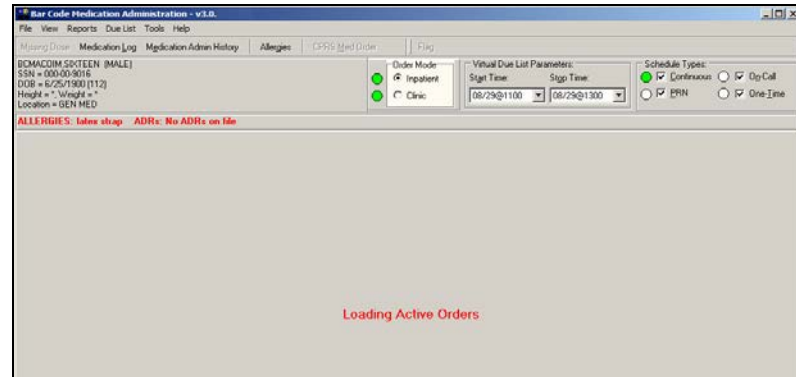 Bar Code Medication Administration - v3.0.
File View Reports Due List Tools Help
Missing Dose Medication Log Medication Admin History Allergies CPRS Med Order Flag
BCMACOIM,SIXTEEN (MALE)
SSN = 000-00-9016
DOB = 6/25/1900 (112)
Height = *, Weight = *
Location = GEN MED
Order Mode
Inpatient
Clinic
Virtual Due List Parameters:
Start Time: Stop Time:
08/29@1100 08/29@1300
Schedule Types:
Continuous On-Call
PRN One-Time
ALLERGIES: latex strap ADRs: No ADRs on file
Loading Active Orders